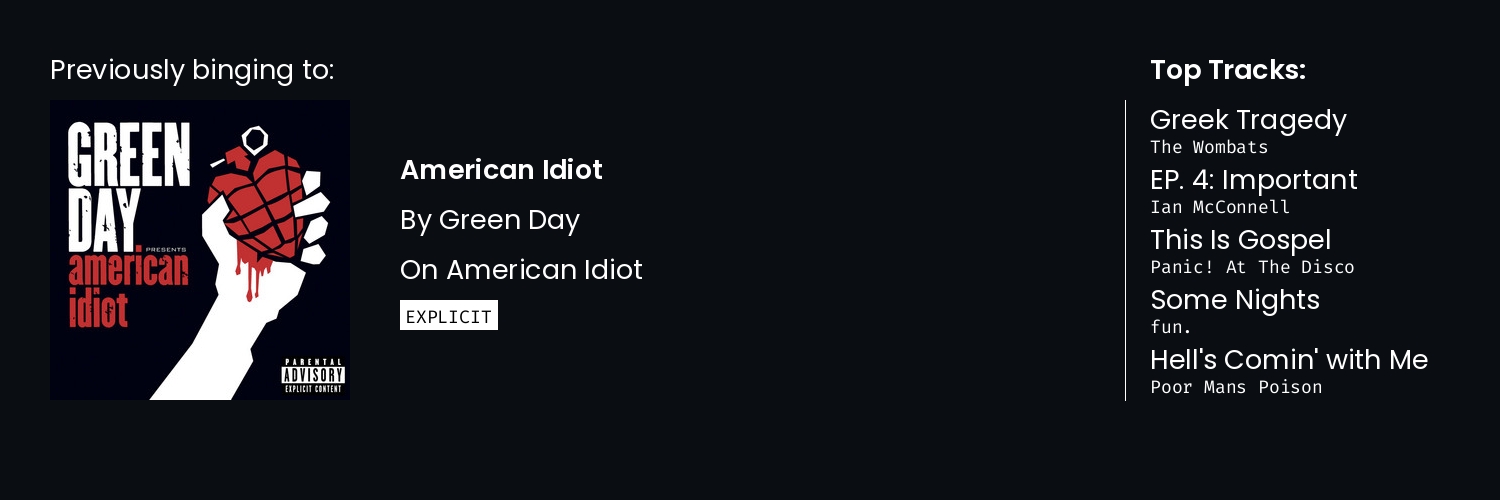 Previously binging to:
GREEN
DAY
PRESENTS
american
idiot
PARENTAL
ADVISORY
EXPLICIT CONTENT
American Idiot
By Green Day
On American Idiot
EXPLICIT
Top Tracks:
Greek Tragedy
The Wombats
EP. 4: Important
Ian McConnell
This Is Gospel
Panic! At The Disco
Some Nights
fun.
Hell's Comin' with Me
Poor Mans Poison